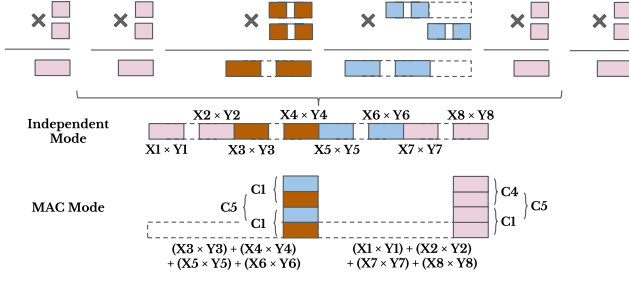 X2 × Y2 X4 × Y4 X6 × Y6 X8 × Y8
Independent
Mode
X1 × Y1 X3 × Y3 X5 × Y5 X7 × Y7
MAC Mode
C1
C5
C1
C4
C5
C1
(X3 × Y3) + (X4 × Y4)
+ (X5 × Y5) + (X6 × Y6)
(X1 × Y1) + (X2 × Y2)
+ (X7 × Y7) + (X8 × Y8)